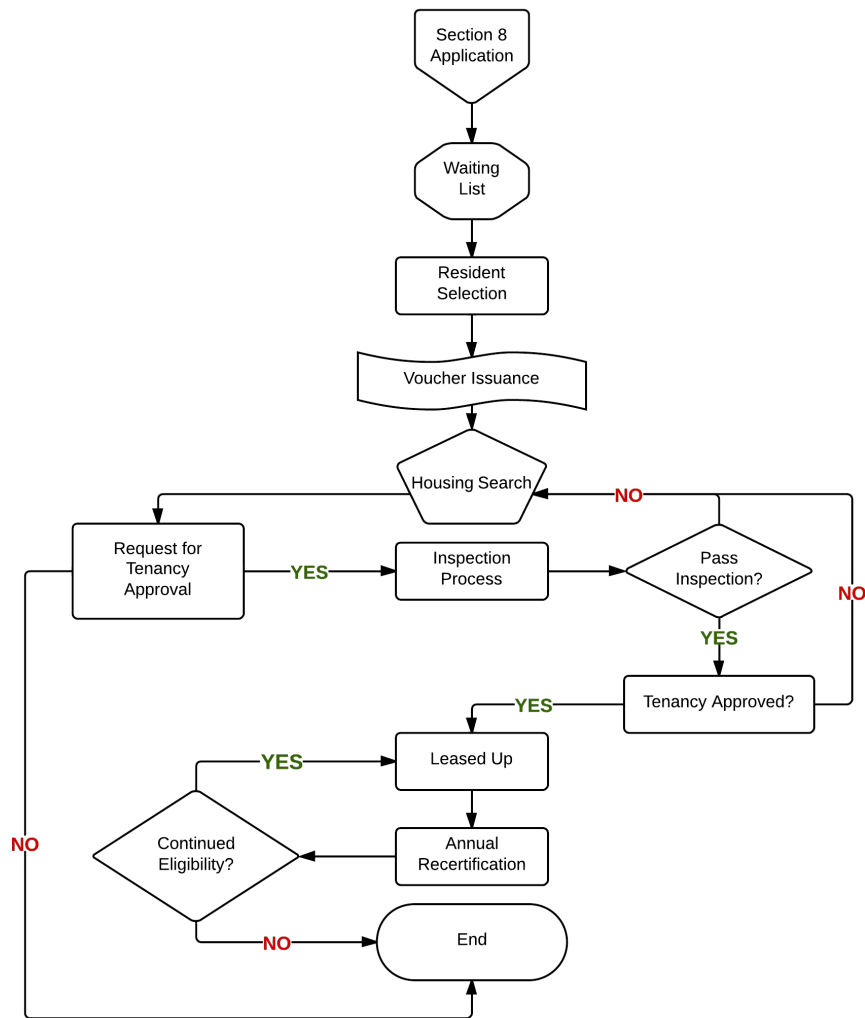 Section 8
Application
Waiting
List
Resident
Selection
Voucher Issuance
Housing Search
NO
Request for
Tenancy
Approval
YES
Inspection
Process
Pass
Inspection?
NO
YES
Tenancy Approved?
YES
Leased Up
YES
Continued
Eligibility?
Annual
Recertification
NO
NO
End